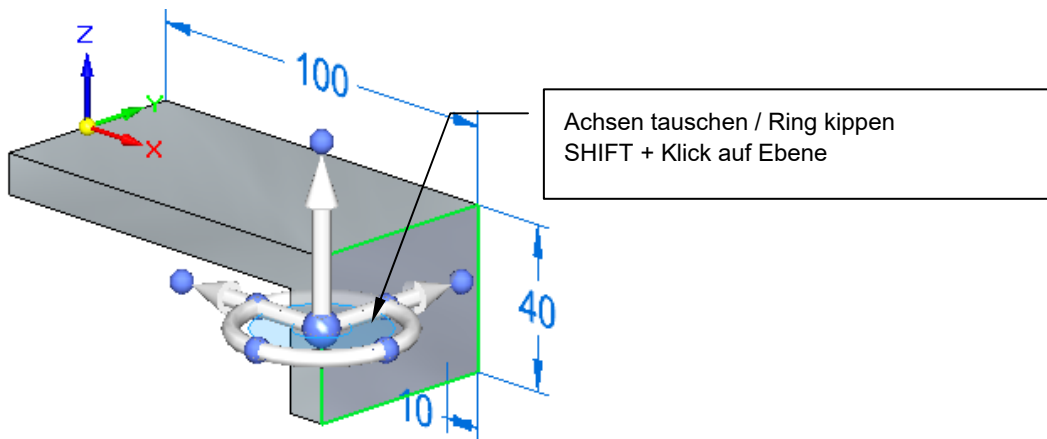 Z
100
Y
X
Achsen tauschen / Ring kippen
SHIFT + Klick auf Ebene
40
10